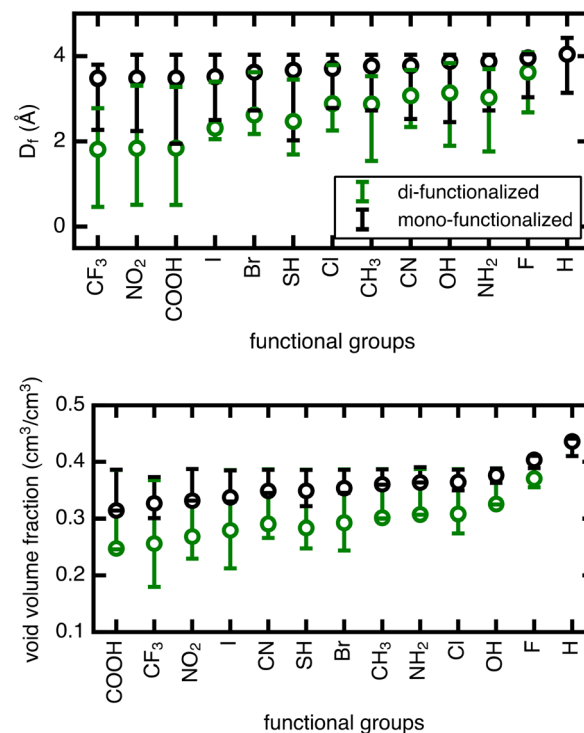 D_f (Å)
4
2
0
di-functionalized
mono-functionalized
CF₃ NO₂ COOH I Br SH Cl CH₃ CN OH NH₂ F H
functional groups
void volume fraction (cm³/cm³)
0.5
0.4
0.3
0.2
0.1
COOH CF₃ NO₂ I CN SH Br CH₃ NH₂ Cl OH F H
functional groups